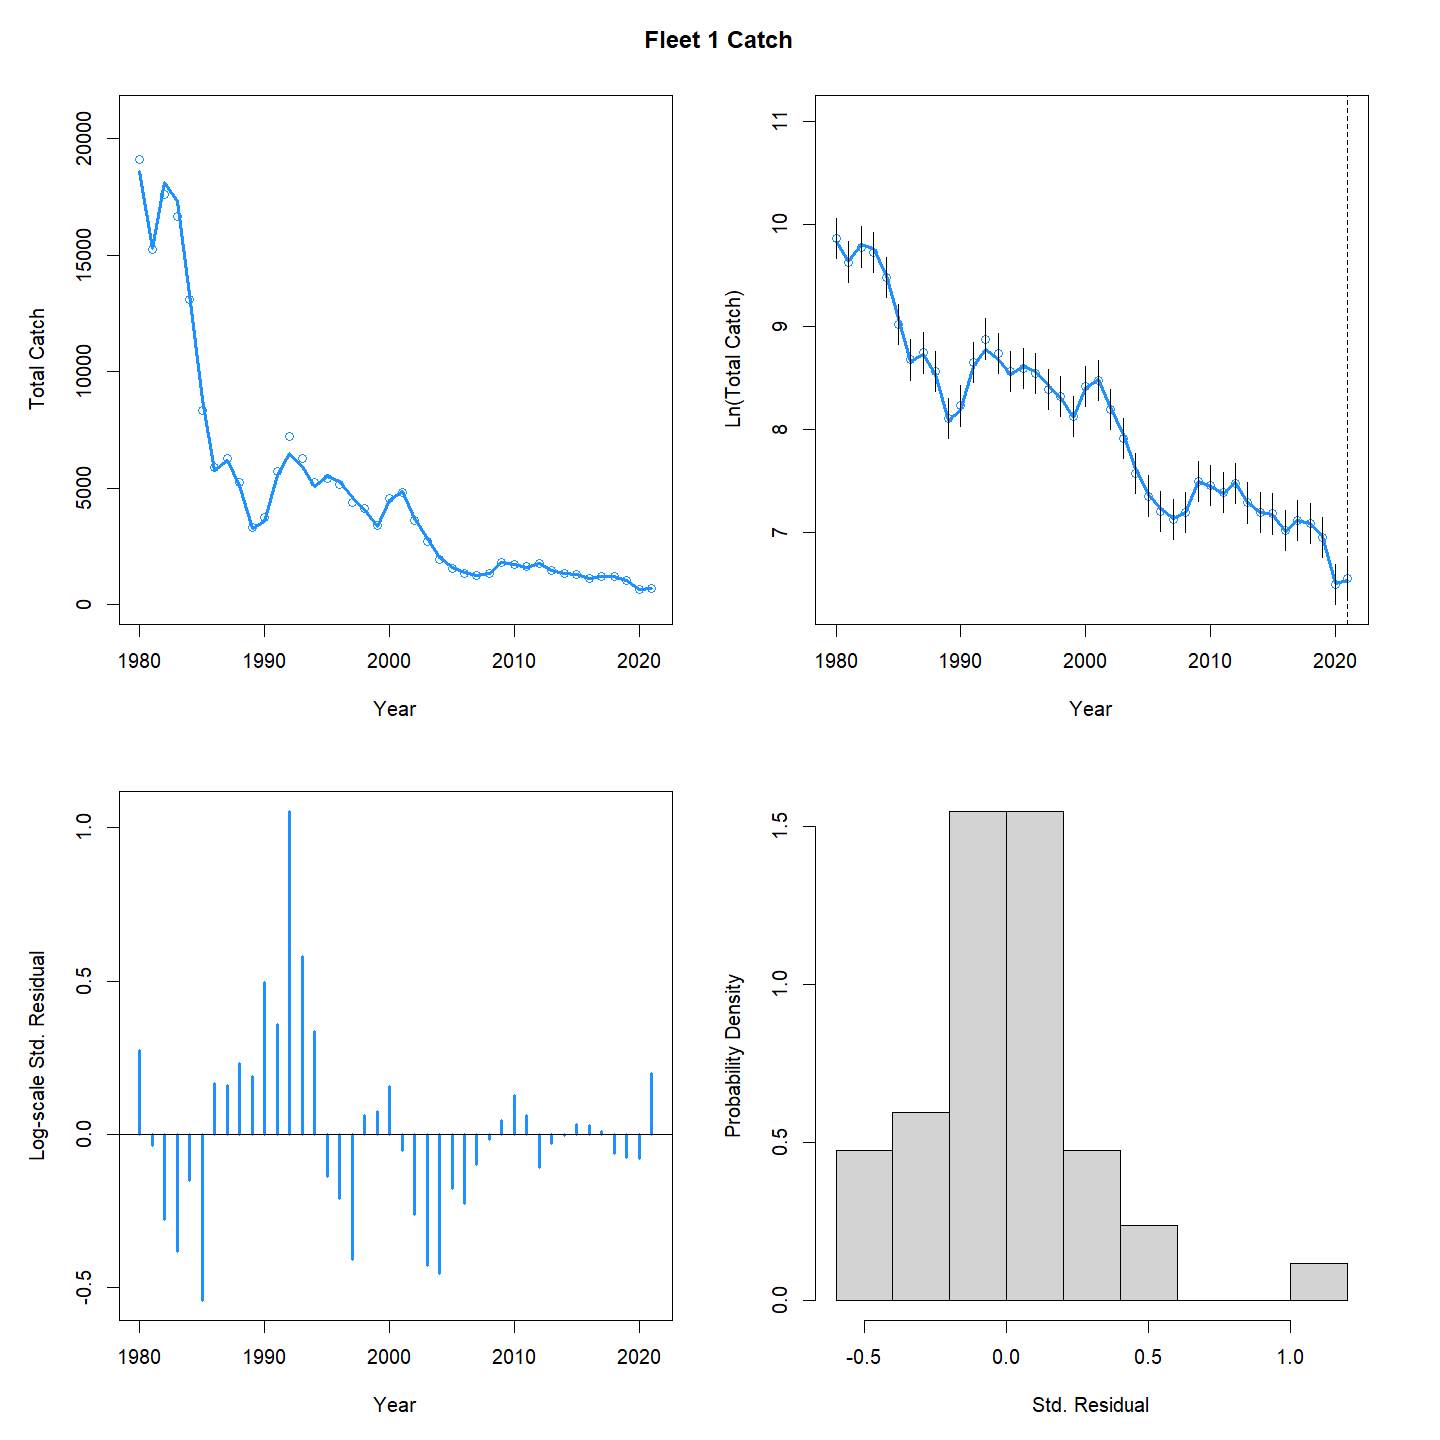 Fleet 1 Catch
Total Catch
20000
15000
10000
5000
0
1980 1990 2000 2010 2020
Year
Ln(Total Catch)
11
10
9
8
7
1980 1990 2000 2010 2020
Year
Log-scale Std. Residual
1.0
0.5
0.0
-0.5
1980 1990 2000 2010 2020
Year
Probability Density
1.5
1.0
0.5
0.0
-0.5 0.0 0.5 1.0
Std. Residual